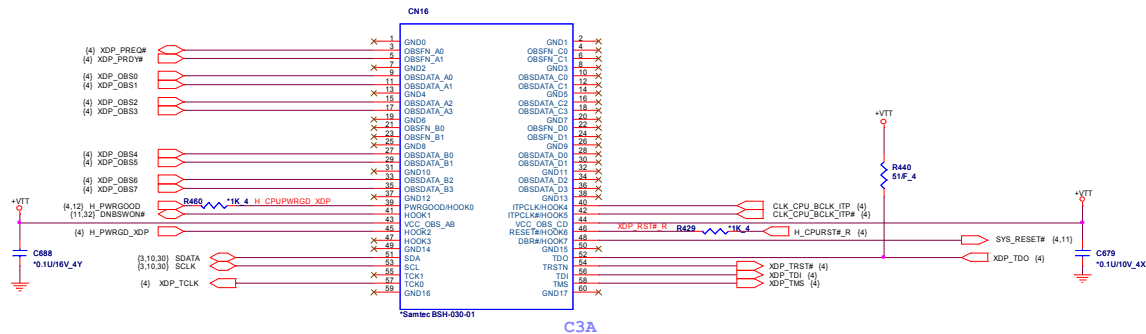 CN16
1 GND0 GND1 2
{4} XDP_PREQ# 3 OBSFN_A0 OBSFN_C0 4
{4} XDP_PRDY# 5 OBSFN_A1 OBSFN_C1 6
7 GND2 GND3 8
{4} XDP_OBS0 9 OBSDATA_A0 OBSDATA_C0 10
{4} XDP_OBS1 11 OBSDATA_A1 OBSDATA_C1 12
13 GND4 GND5 14
{4} XDP_OBS2 15 OBSDATA_A2 OBSDATA_C2 16
{4} XDP_OBS3 17 OBSDATA_A3 OBSDATA_C3 18
19 GND6 GND7 20
21 OBSFN_B0 OBSFN_D0 22
23 OBSFN_B1 OBSFN_D1 24
25 GND8 GND9 26
{4} XDP_OBS4 27 OBSDATA_B0 OBSDATA_D0 28
{4} XDP_OBS5 29 OBSDATA_B1 OBSDATA_D1 30
31 GND10 GND11 32
{4} XDP_OBS6 33 OBSDATA_B2 OBSDATA_D2 34
{4} XDP_OBS7 35 OBSDATA_B3 OBSDATA_D3 36
37 GND12 GND13 38
{4,12} H_PWRGOOD R460 *1K_4 H_CPUPWRGD_XDP 39 PWRGOOD/HOOK0 ITPCLK/HOOK4 40 CLK_CPU_BCLK_ITP {4}
{11,32} DNBSWON# 41 HOOK1 ITPCLK#/HOOK5 42 CLK_CPU_BCLK_ITP# {4}
+VTT 43 VCC_OBS_AB VCC_OBS_CD 44 +VTT
{4} H_PWRGD_XDP 45 HOOK2 RESET#/HOOK6 46 XDP_RST#_R R429 *1K_4 H_CPURST# {4}
47 HOOK3 DBR#/HOOK7 48 SYS_RESET# {4,11}
49 GND14 GND15 50
{3,10,30} SDATA 51 SDA TDO 52 XDP_TDO {4}
{3,10,30} SCLK 53 SCL TRSTN 54 XDP_TRST# {4}
55 TCK1 TDI 56 XDP_TDI {4}
{4} XDP_TCLK 57 TCK0 TMS 58 XDP_TMS {4}
59 GND16 GND17 60
+VTT
R440
51/F_4
C688
*0.1U/16V_4Y
C679
*0.1U/10V_4X
*Samtec BSH-030-01
C3A